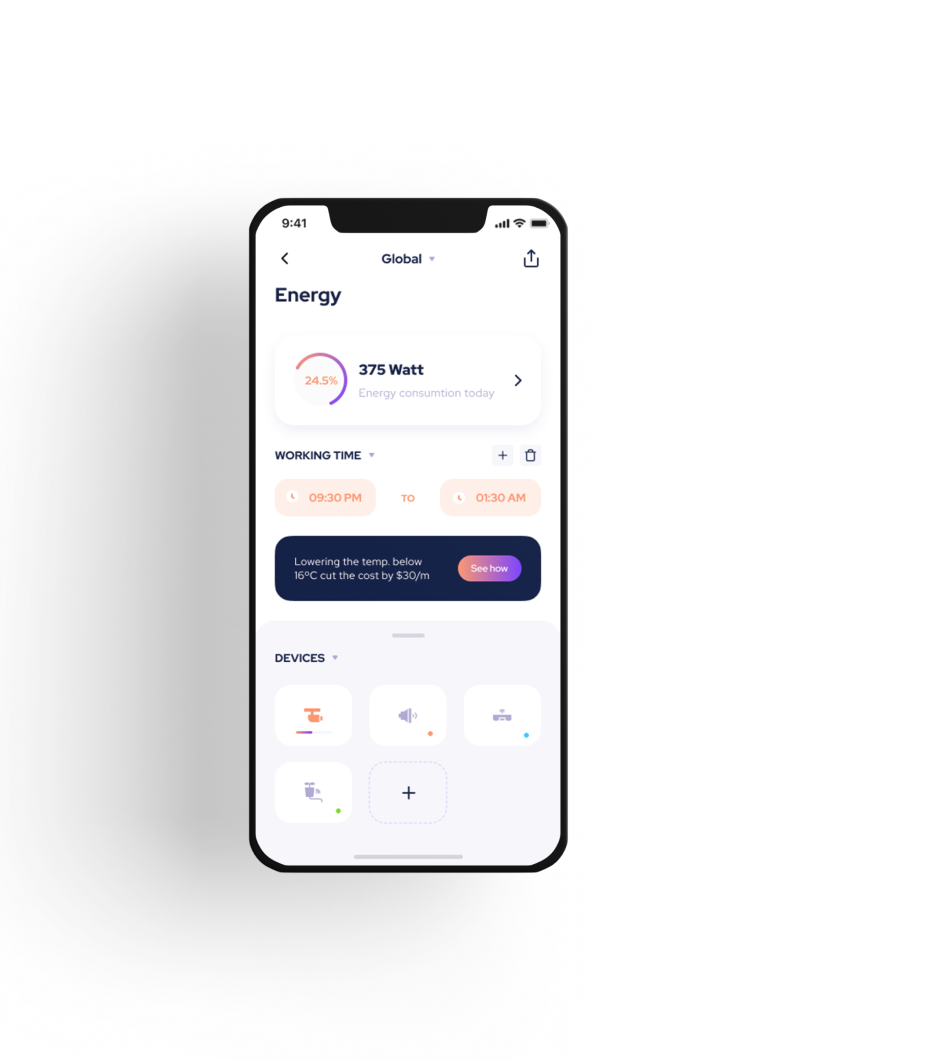 9:41
Global
Energy
24.5%
375 Watt
Energy consumtion today
WORKING TIME
09:30 PM TO 01:30 AM
Lowering the temp. below
16ºC cut the cost by $30/m
See how
DEVICES